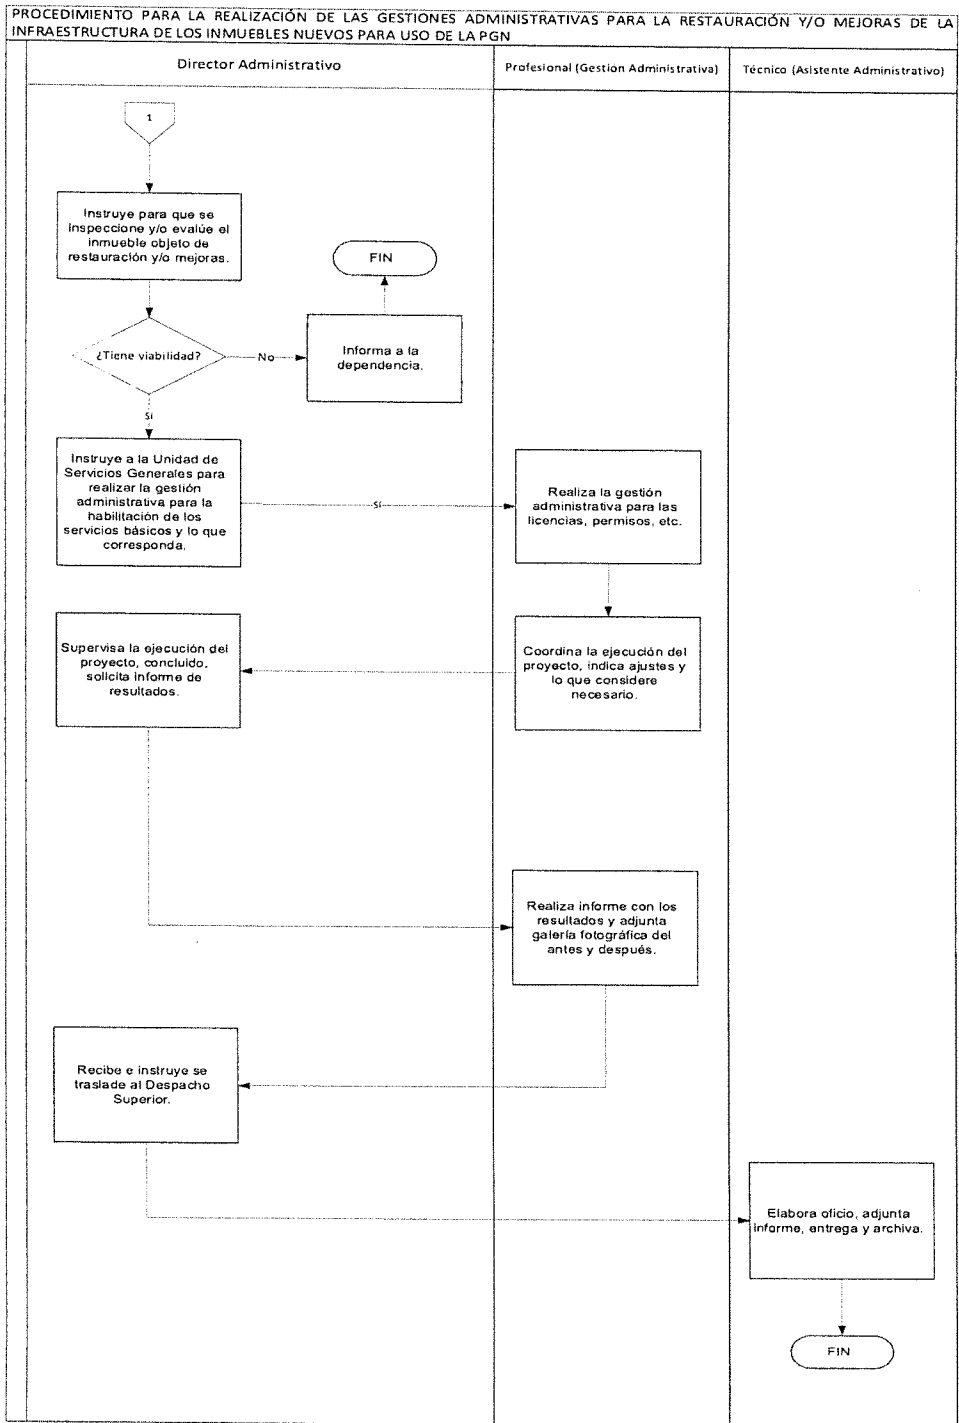 PROCEDIMIENTO PARA LA REALIZACIÓN DE LAS GESTIONES ADMINISTRATIVAS PARA LA RESTAURACIÓN Y/O MEJORAS DE LA
INFRAESTRUCTURA DE LOS INMUEBLES NUEVOS PARA USO DE LA PGN
Director Administrativo
Profesional (Gestión Administrativa)
Técnico (Asistente Administrativo)
1
Instruye para que se
inspeccione y/o evalúe el
inmueble objeto de
restauración y/o mejoras.
FIN
¿Tiene viabilidad?
No
Informa a la
dependencia.
Sí
Instruye a la Unidad de
Servicios Generales para
realizar la gestión
administrativa para la
habilitación de los
servicios básicos y lo que
corresponda.
Sí
Realiza la gestión
administrativa para las
licencias, permisos, etc.
Supervisa la ejecución del
proyecto, concluido,
solicita informe de
resultados.
Coordina la ejecución del
proyecto, indica ajustes y
lo que considere
necesario.
Realiza informe con los
resultados y adjunta
galería fotográfica del
antes y después.
Recibe e instruye se
traslade al Despacho
Superior.
Elabora oficio, adjunta
informe, entrega y archiva.
FIN